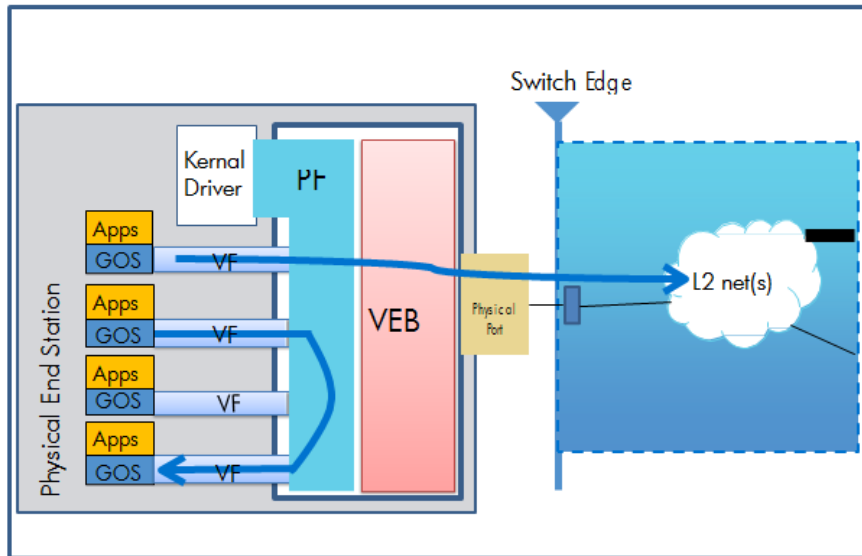 Switch Edge
Kernal
Driver
PF
Apps
GOS
VF
Apps
GOS
VF
Apps
GOS
VF
Apps
GOS
VF
Physical End Station
VEB
Physical
Port
L2 net(s)